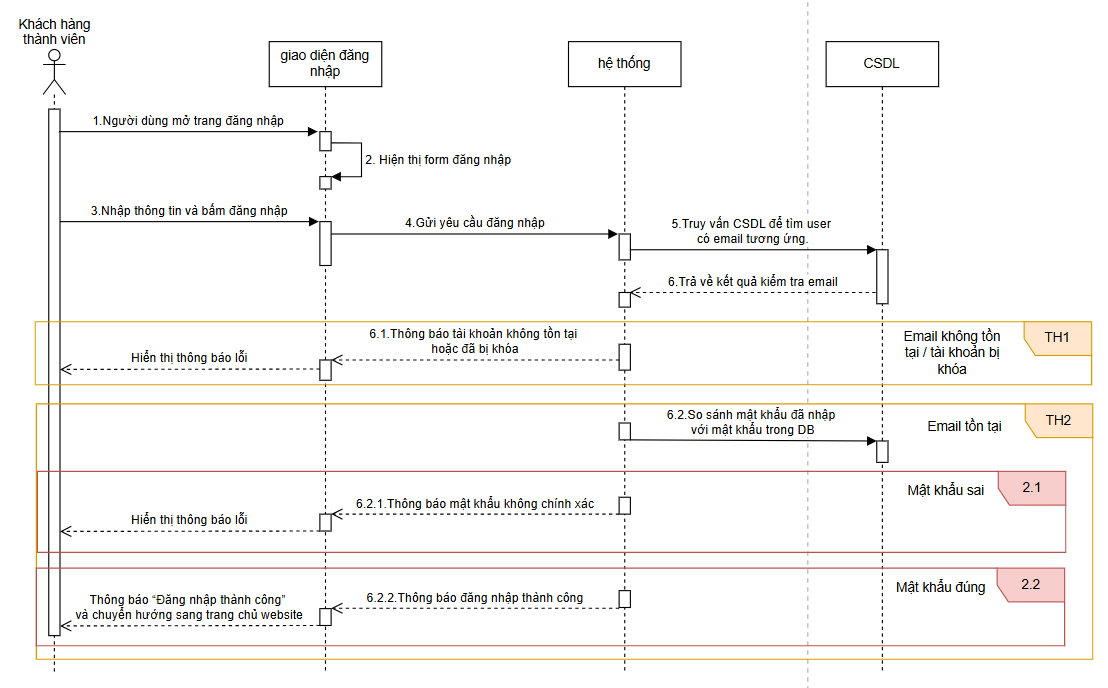 Khách hàng
thành viên
giao diện đăng
nhập
hệ thống
CSDL
1.Người dùng mở trang đăng nhập
2. Hiện thị form đăng nhập
3.Nhập thông tin và bấm đăng nhập
4.Gửi yêu cầu đăng nhập
5.Truy vấn CSDL để tìm user
có email tương ứng.
6.Trả về kết quả kiểm tra email
6.1.Thông báo tài khoản không tồn tại
hoặc đã bị khóa
Hiển thị thông báo lỗi
Email không tồn
tại / tài khoản bị
khóa
TH1
6.2.So sánh mật khẩu đã nhập
với mật khẩu trong DB
Email tồn tại
TH2
6.2.1.Thông báo mật khẩu không chính xác
Hiển thị thông báo lỗi
Mật khẩu sai
2.1
6.2.2.Thông báo đăng nhập thành công
Thông báo “Đăng nhập thành công”
và chuyển hướng sang trang chủ website
Mật khẩu đúng
2.2